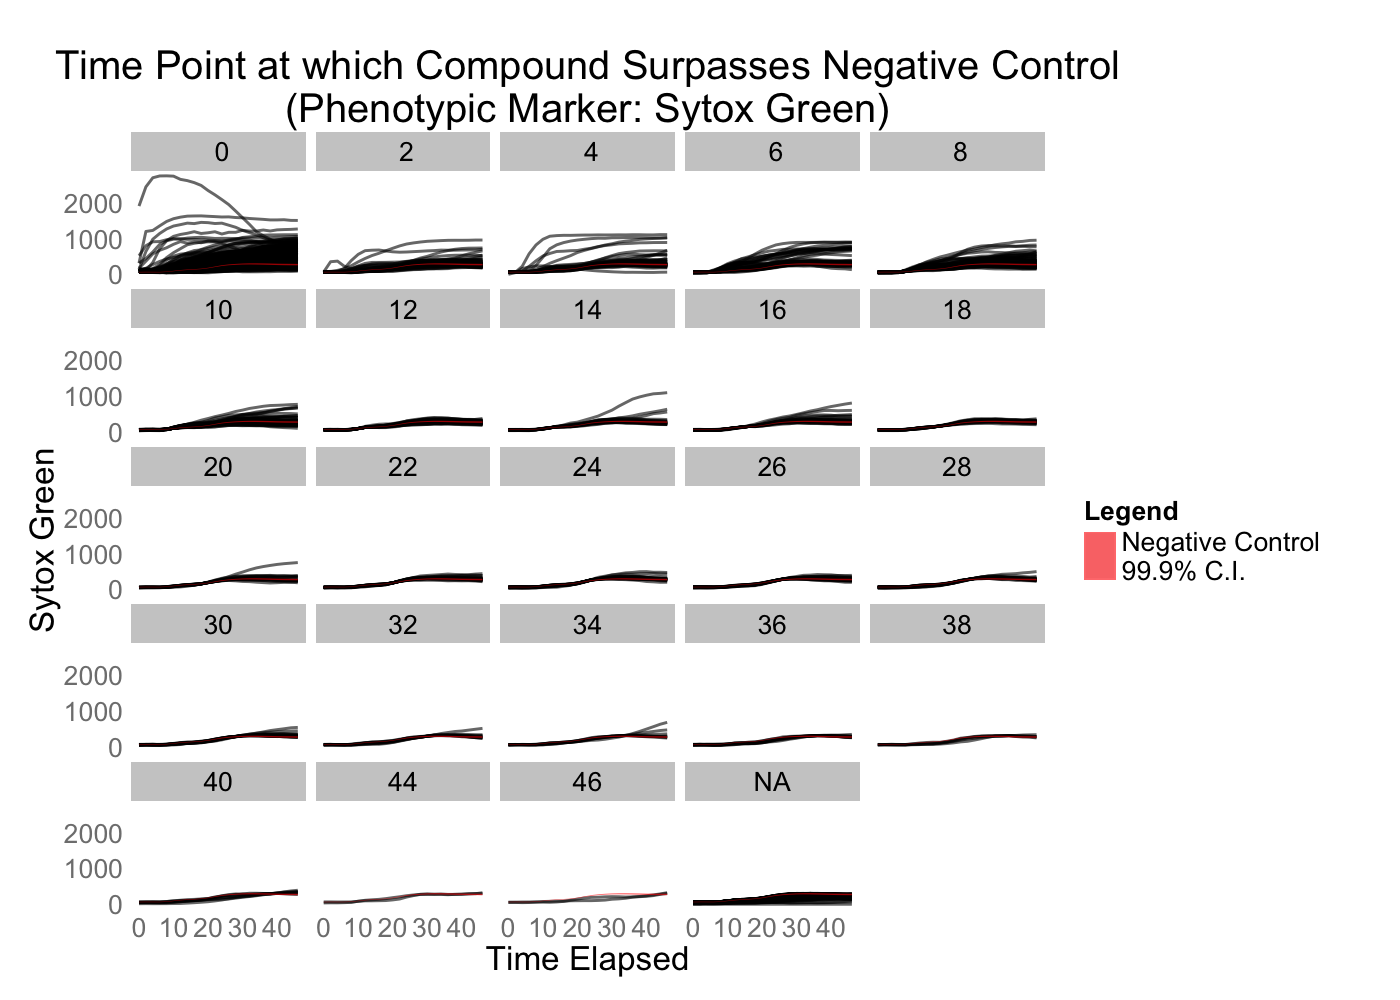 Time Point at which Compound Surpasses Negative Control
(Phenotypic Marker: Sytox Green)
0 2 4 6 8
2000
1000
0
10 12 14 16 18
2000
1000
0
20 22 24 26 28
2000
1000
0
30 32 34 36 38
2000
1000
0
40 44 46 NA
2000
1000
0
0 10 20 30 40 0 10 20 30 40 0 10 20 30 40 0 10 20 30 40
Time Elapsed
Sytox Green
Legend
Negative Control
99.9% C.I.